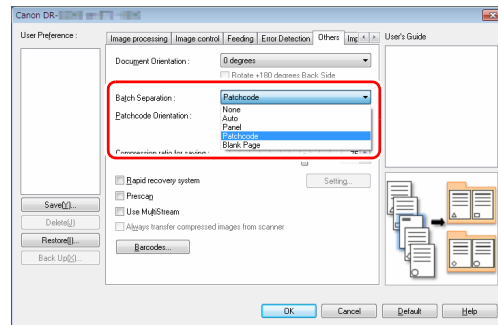 Canon DR-
User Preference :
Image processing Image control Feeding Error Detection Others Im
User's Guide
Document Orientation : 0 degrees
Rotate +180 degrees Back Side
Batch Separation : Patchcode
None
Auto
Panel
Patchcode
Blank Page
Patchcode Orientation :
Compression ratio for saving :
Rapid recovery system
Setting...
Prescan
Use MultiStream
Always transfer compressed images from scanner
Barcodes...
Save(Y)...
Delete(J)
Restore(I)...
Back Up(X)...
OK Cancel Default Help